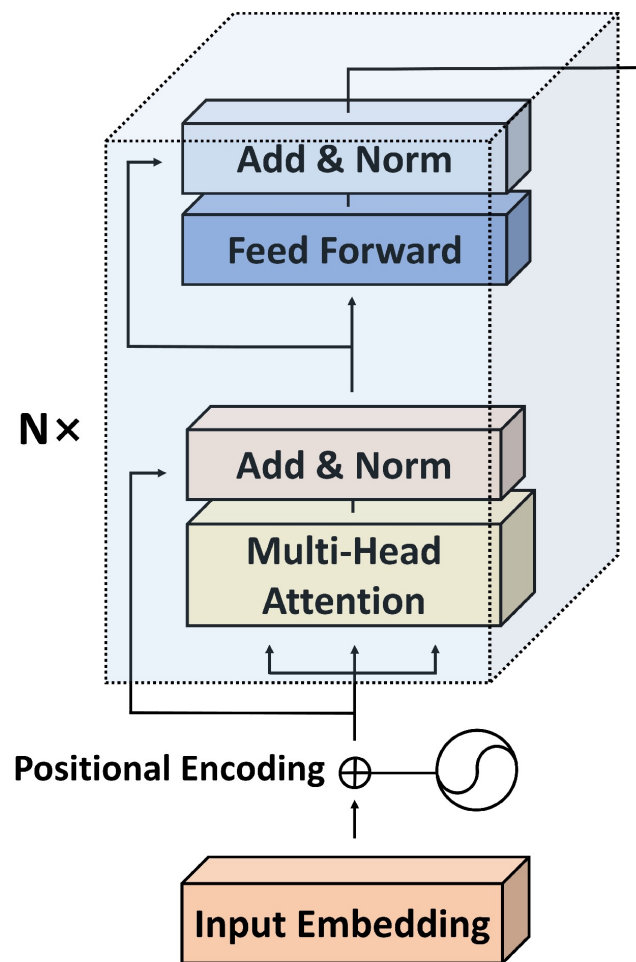 Add & Norm
Feed Forward
N×
Add & Norm
Multi-Head
Attention
Positional Encoding
Input Embedding